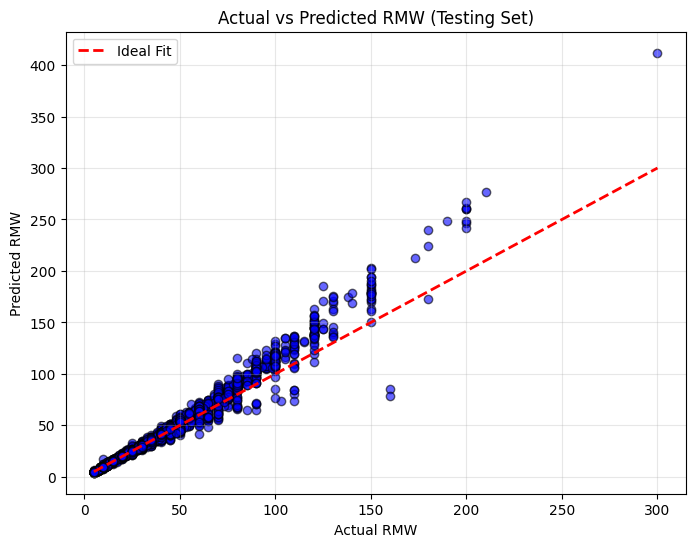 Actual vs Predicted RMW (Testing Set)
Ideal Fit
Predicted RMW
400
350
300
250
200
150
100
50
0
0 50 100 150 200 250 300
Actual RMW